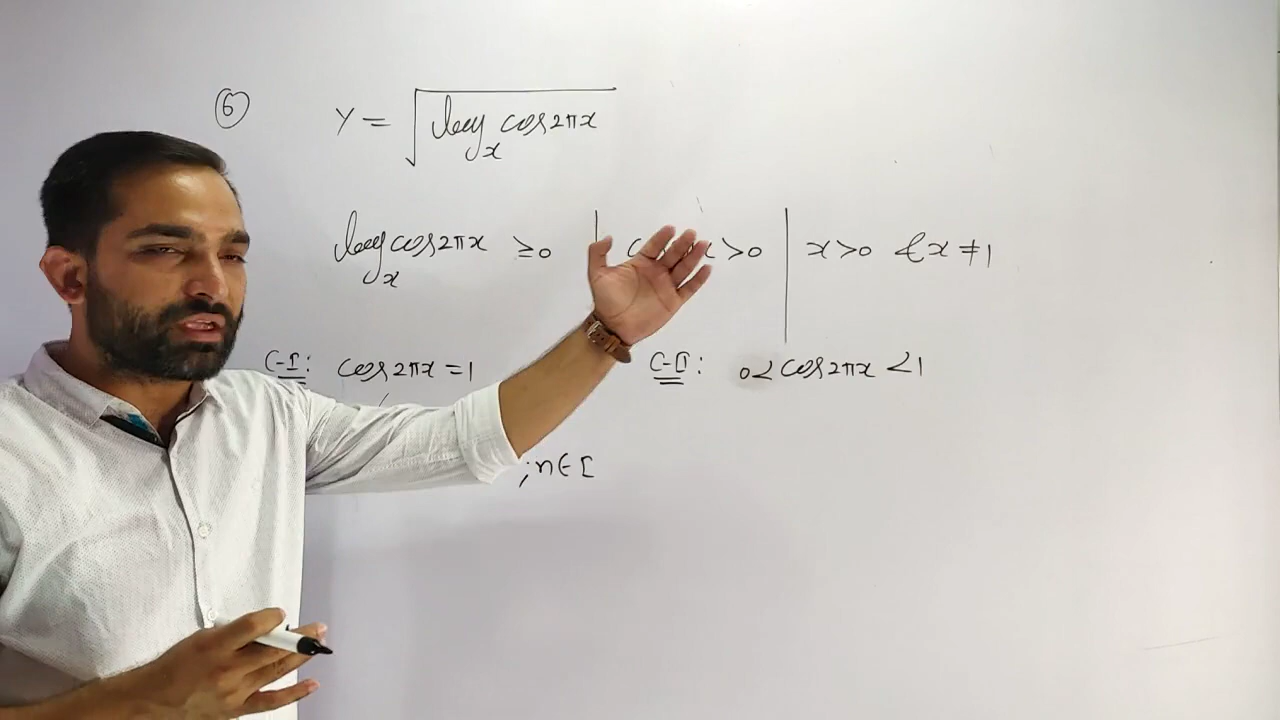 ⑥ Y = √(log_x cos2πx)
log_x cos2πx ≥ 0 | >0 | x>0 & x ≠ 1
C-I: cos2πx = 1 C-II: 0 < cos2πx < 1
; n ∈ I